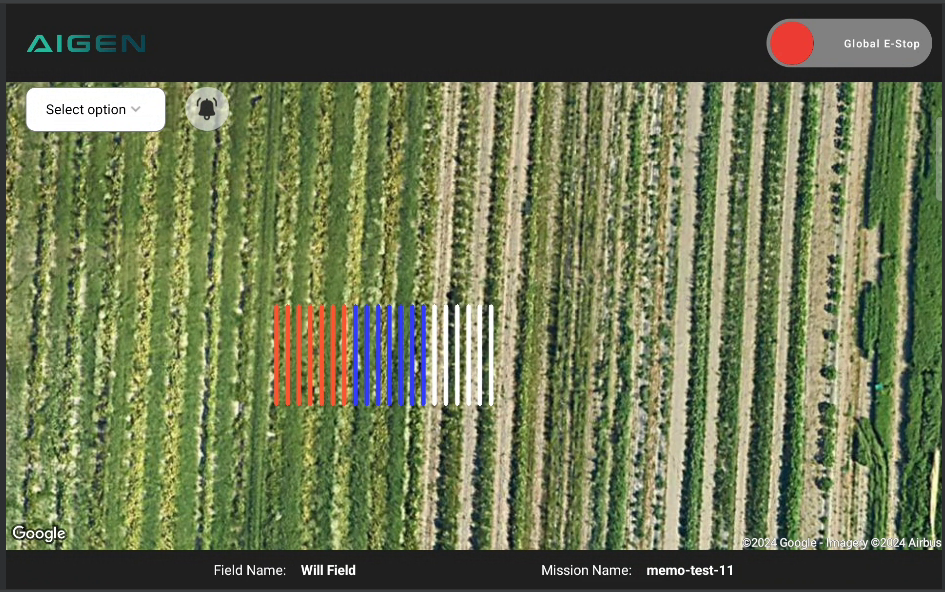 AIGEN
Global E-Stop
Select option
Google
©2024 Google - Imagery ©2024 Airbus
Field Name: Will Field
Mission Name: memo-test-11